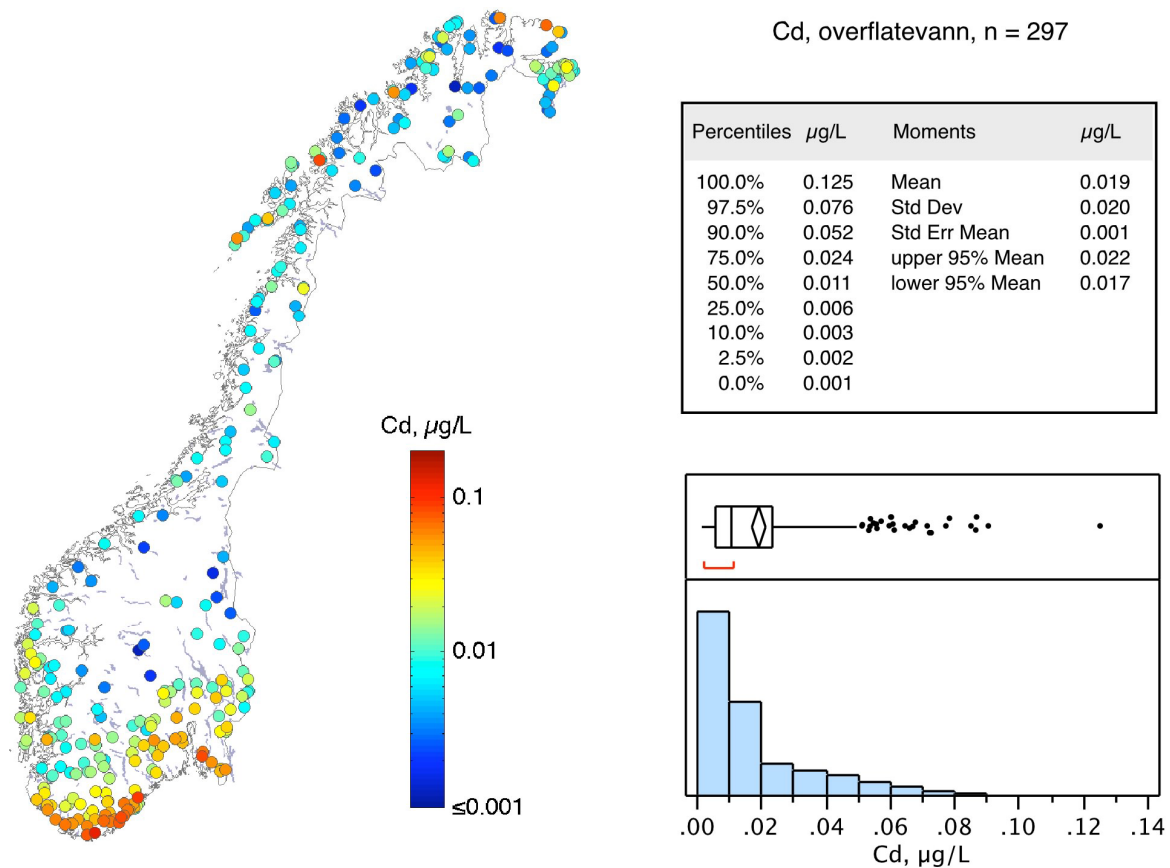 Cd, overflatevann, n = 297
Percentiles µg/L Moments µg/L
100.0% 0.125 Mean 0.019
97.5% 0.076 Std Dev 0.020
90.0% 0.052 Std Err Mean 0.001
75.0% 0.024 upper 95% Mean 0.022
50.0% 0.011 lower 95% Mean 0.017
25.0% 0.006
10.0% 0.003
2.5% 0.002
0.0% 0.001
Cd, µg/L
0.1
0.01
≤0.001
.00 .02 .04 .06 .08 .10 .12 .14
Cd, µg/L